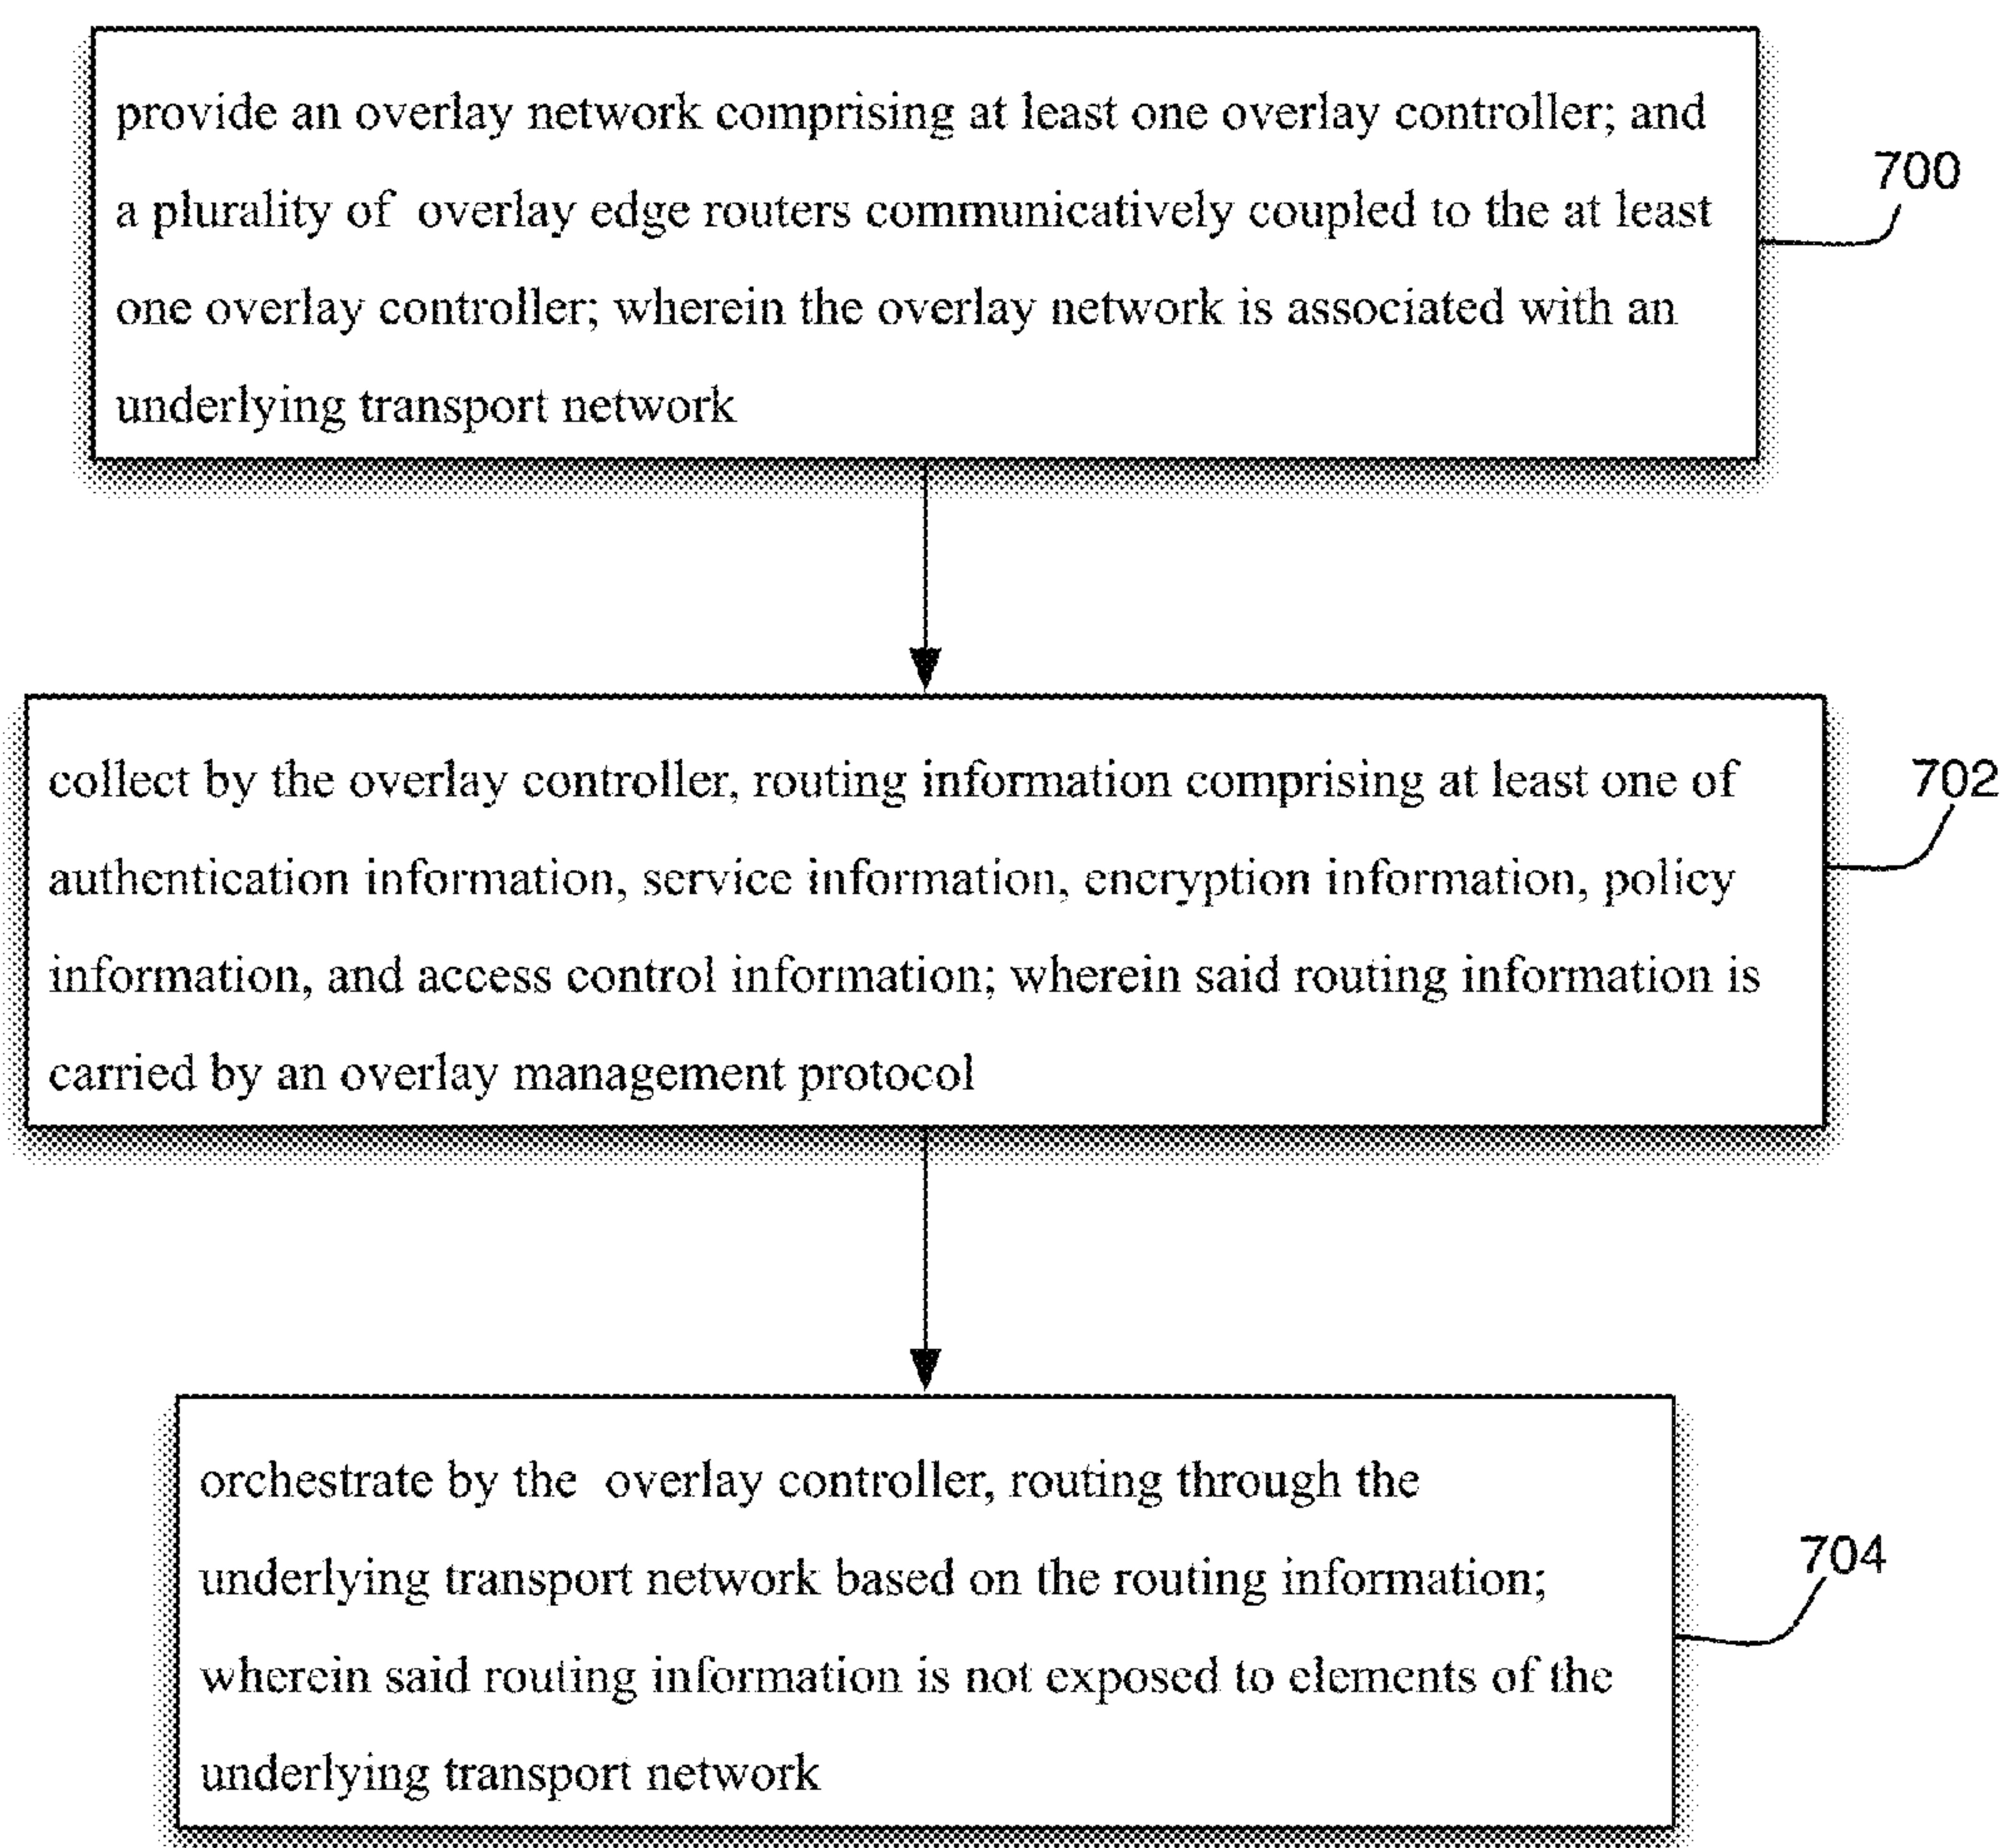 provide an overlay network comprising at least one overlay controller; and
a plurality of overlay edge routers communicatively coupled to the at least
one overlay controller; wherein the overlay network is associated with an
underlying transport network
700
collect by the overlay controller, routing information comprising at least one of
authentication information, service information, encryption information, policy
information, and access control information; wherein said routing information is
carried by an overlay management protocol
702
orchestrate by the overlay controller, routing through the
underlying transport network based on the routing information;
wherein said routing information is not exposed to elements of the
underlying transport network
704